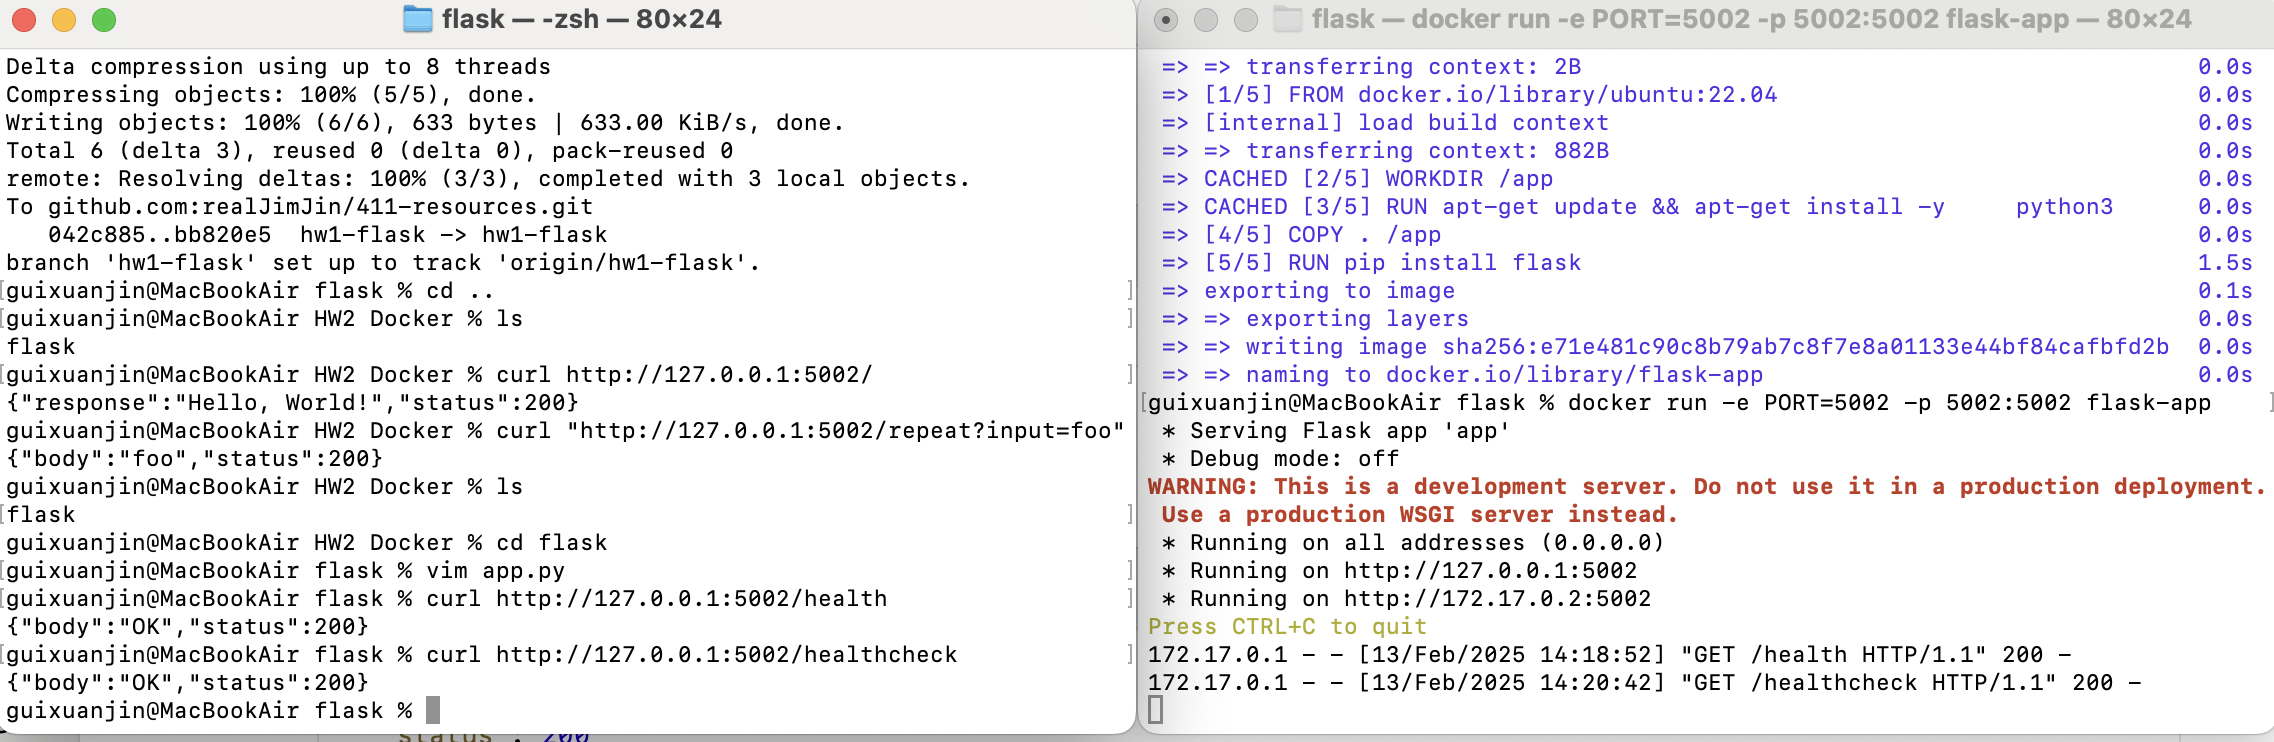 flask — -zsh — 80×24
Delta compression using up to 8 threads
Compressing objects: 100% (5/5), done.
Writing objects: 100% (6/6), 633 bytes | 633.00 KiB/s, done.
Total 6 (delta 3), reused 0 (delta 0), pack-reused 0
remote: Resolving deltas: 100% (3/3), completed with 3 local objects.
To github.com:realJimJin/411-resources.git
   042c885..bb820e5  hw1-flask -> hw1-flask
branch 'hw1-flask' set up to track 'origin/hw1-flask'.
guixuanjin@MacBookAir flask % cd ..
guixuanjin@MacBookAir HW2 Docker % ls
flask
guixuanjin@MacBookAir HW2 Docker % curl http://127.0.0.1:5002/
{"response":"Hello, World!","status":200}
guixuanjin@MacBookAir HW2 Docker % curl "http://127.0.0.1:5002/repeat?input=foo"
{"body":"foo","status":200}
guixuanjin@MacBookAir HW2 Docker % ls
flask
guixuanjin@MacBookAir HW2 Docker % cd flask
guixuanjin@MacBookAir flask % vim app.py
guixuanjin@MacBookAir flask % curl http://127.0.0.1:5002/health
{"body":"OK","status":200}
guixuanjin@MacBookAir flask % curl http://127.0.0.1:5002/healthcheck
{"body":"OK","status":200}
guixuanjin@MacBookAir flask %
flask — docker run -e PORT=5002 -p 5002:5002 flask-app — 80×24
=> => transferring context: 2B 0.0s
=> [1/5] FROM docker.io/library/ubuntu:22.04 0.0s
=> [internal] load build context 0.0s
=> => transferring context: 882B 0.0s
=> CACHED [2/5] WORKDIR /app 0.0s
=> CACHED [3/5] RUN apt-get update && apt-get install -y     python3 0.0s
=> [4/5] COPY . /app 0.0s
=> [5/5] RUN pip install flask 1.5s
=> exporting to image 0.1s
=> => exporting layers 0.0s
=> => writing image sha256:e71e481c90c8b79ab7c8f7e8a01133e44bf84cafbfd2b 0.0s
=> => naming to docker.io/library/flask-app 0.0s
guixuanjin@MacBookAir flask % docker run -e PORT=5002 -p 5002:5002 flask-app
* Serving Flask app 'app'
* Debug mode: off
WARNING: This is a development server. Do not use it in a production deployment.
Use a production WSGI server instead.
* Running on all addresses (0.0.0.0)
* Running on http://127.0.0.1:5002
* Running on http://172.17.0.2:5002
Press CTRL+C to quit
172.17.0.1 - - [13/Feb/2025 14:18:52] "GET /health HTTP/1.1" 200 -
172.17.0.1 - - [13/Feb/2025 14:20:42] "GET /healthcheck HTTP/1.1" 200 -